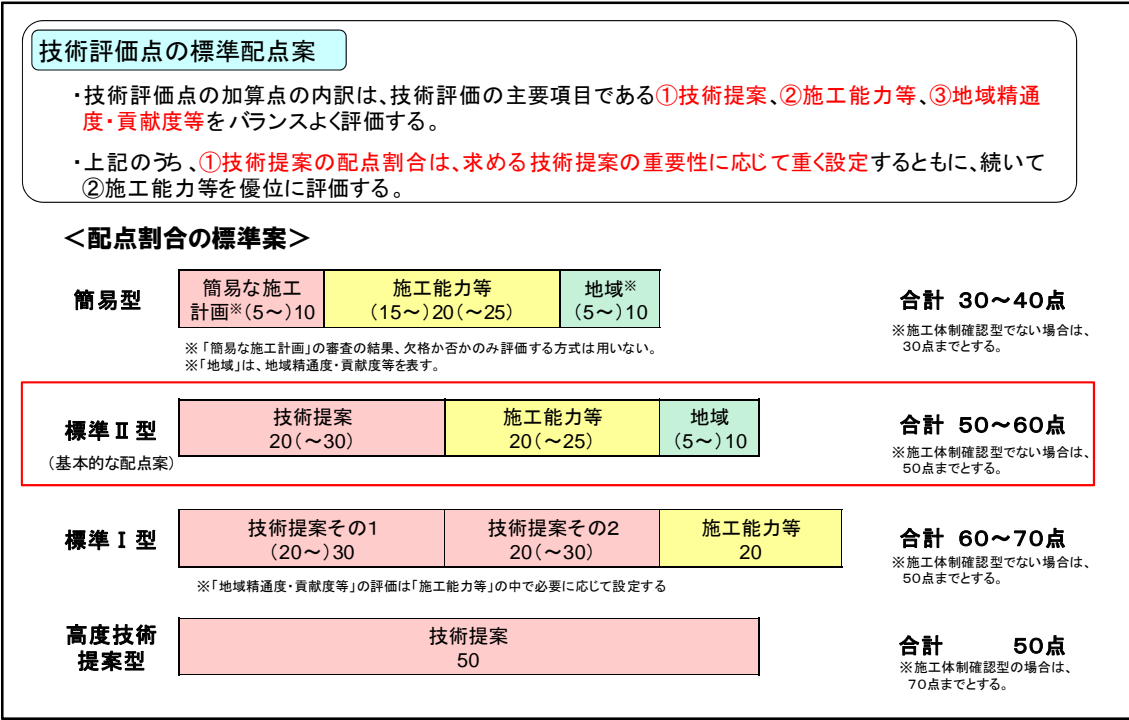 技術評価点の標準配点案
・技術評価点の加算点の内訳は、技術評価の主要項目である①技術提案、②施工能力等、③地域精通
度・貢献度等をバランスよく評価する。
・上記のうち、①技術提案の配点割合は、求める技術提案の重要性に応じて重く設定するともに、続いて
②施工能力等を優位に評価する。
＜配点割合の標準案＞
簡易型
簡易な施工
計画※(5～)10
施工能力等
(15～)20(～25)
地域※
(5～)10
合計 30～40点
※施工体制確認型でない場合は、
30点までとする。
※「簡易な施工計画」の審査の結果、欠格か否かのみ評価する方式は用いない。
※「地域」は、地域精通度・貢献度等を表す。
標準Ⅱ型
(基本的な配点案)
技術提案
20(～30)
施工能力等
20(～25)
地域
(5～)10
合計 50～60点
※施工体制確認型でない場合は、
50点までとする。
標準Ⅰ型
技術提案その1
(20～)30
技術提案その2
20(～30)
施工能力等
20
合計 60～70点
※施工体制確認型でない場合は、
50点までとする。
※「地域精通度・貢献度等」の評価は「施工能力等」の中で必要に応じて設定する
高度技術
提案型
技術提案
50
合計 50点
※施工体制確認型の場合は、
70点までとする。